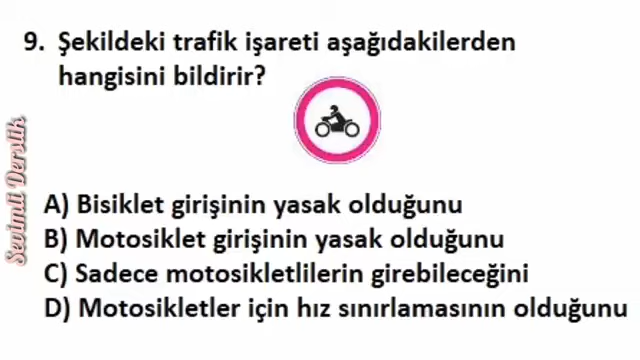 9. Şekildeki trafik işareti aşağıdakilerden
hangisini bildirir?
A) Bisiklet girişinin yasak olduğunu
B) Motosiklet girişinin yasak olduğunu
C) Sadece motosikletlilerin girebileceğini
D) Motosikletler için hız sınırlamasının olduğunu
Sevimli Derslik